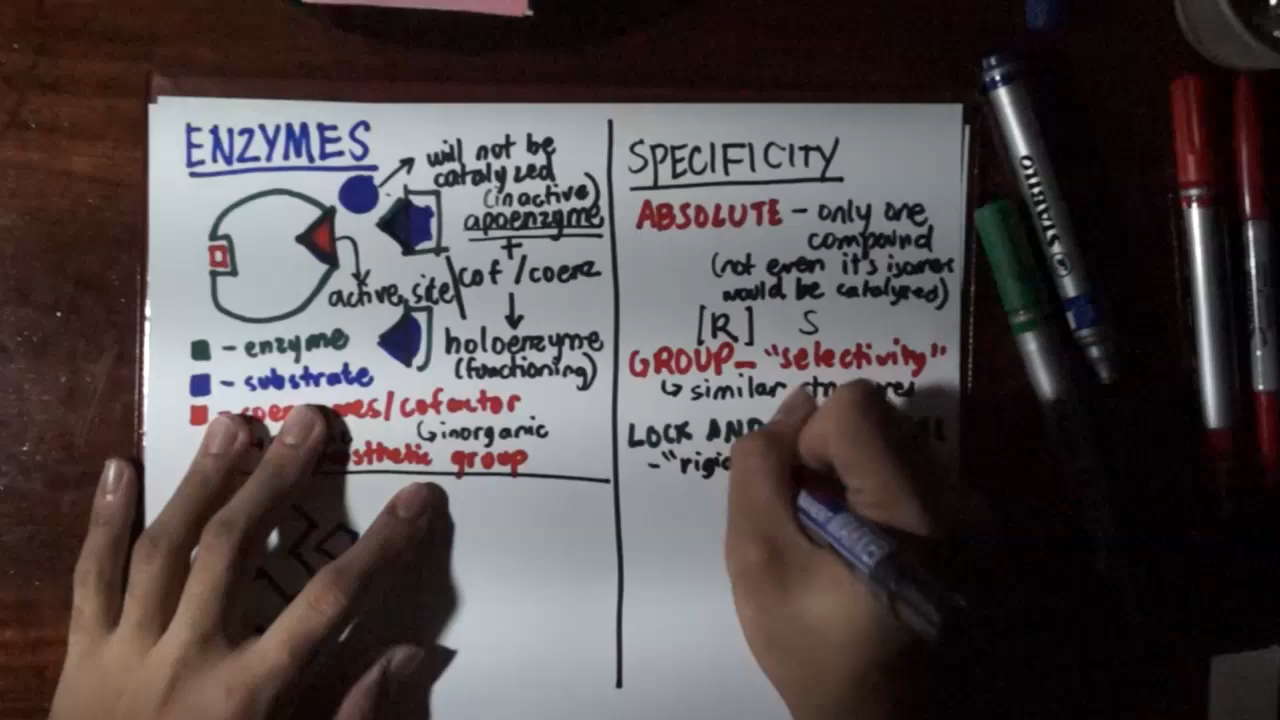 ENZYMES
will not be
catalyzed
(inactive)
apoenzyme
+
cof/coenz
active site
holoenzyme
(functioning)
- enzyme
- substrate
/cofactor
inorganic
group
SPECIFICITY
ABSOLUTE - only one
compound
(not even it's isomer
would be catalyzed)
[R] S
GROUP - "selectivity"
similar
LOCK AND
STABILO